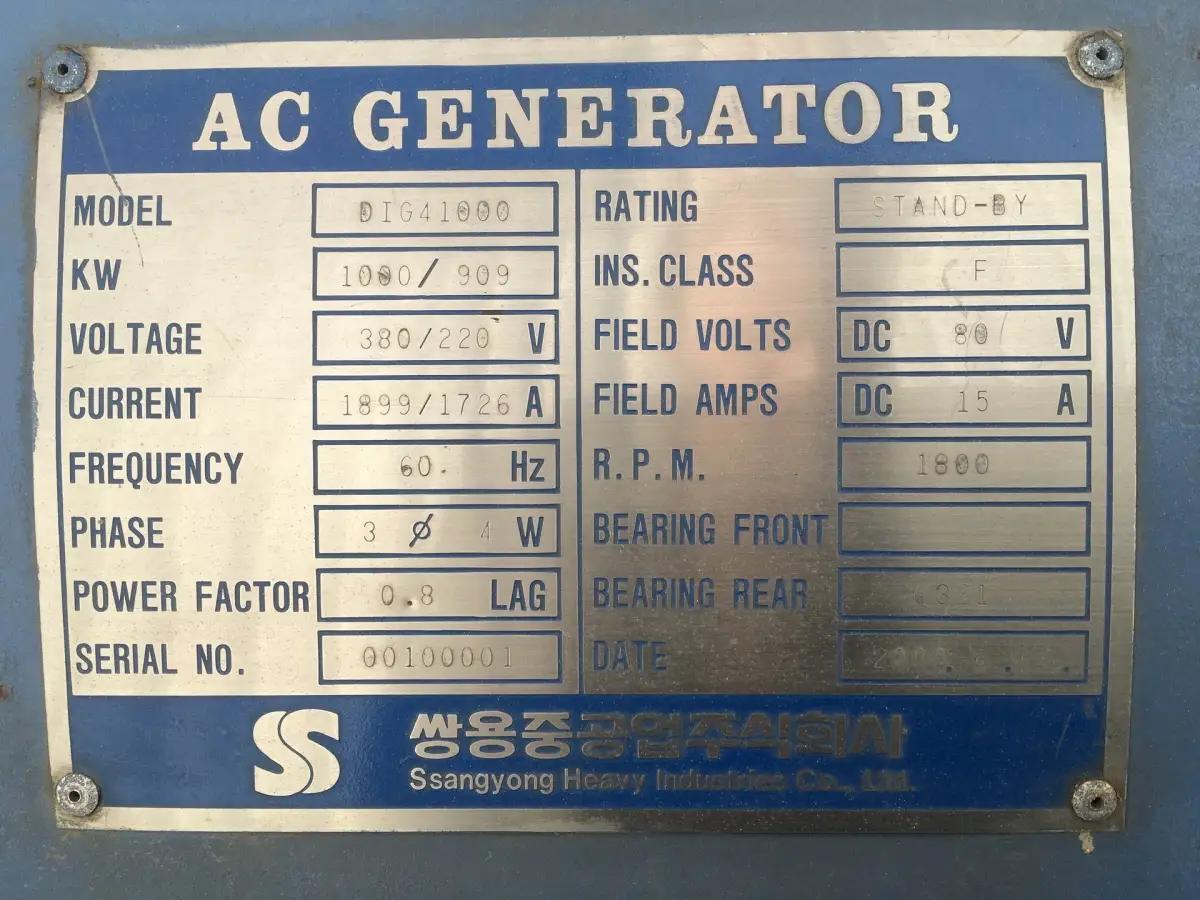 AC GENERATOR
MODEL DIG41000
KW 1000/ 909
VOLTAGE 380/220 V
CURRENT 1899/1726 A
FREQUENCY 60. Hz
PHASE 3 ∅ 4 W
POWER FACTOR 0.8 LAG
SERIAL NO. 00100001
RATING STAND-BY
INS. CLASS F
FIELD VOLTS DC 80 V
FIELD AMPS DC 15 A
R.P.M. 1800
BEARING FRONT
BEARING REAR
DATE
SS 쌍용중공업주식회사
Ssangyong Heavy Industries Co., Ltd.